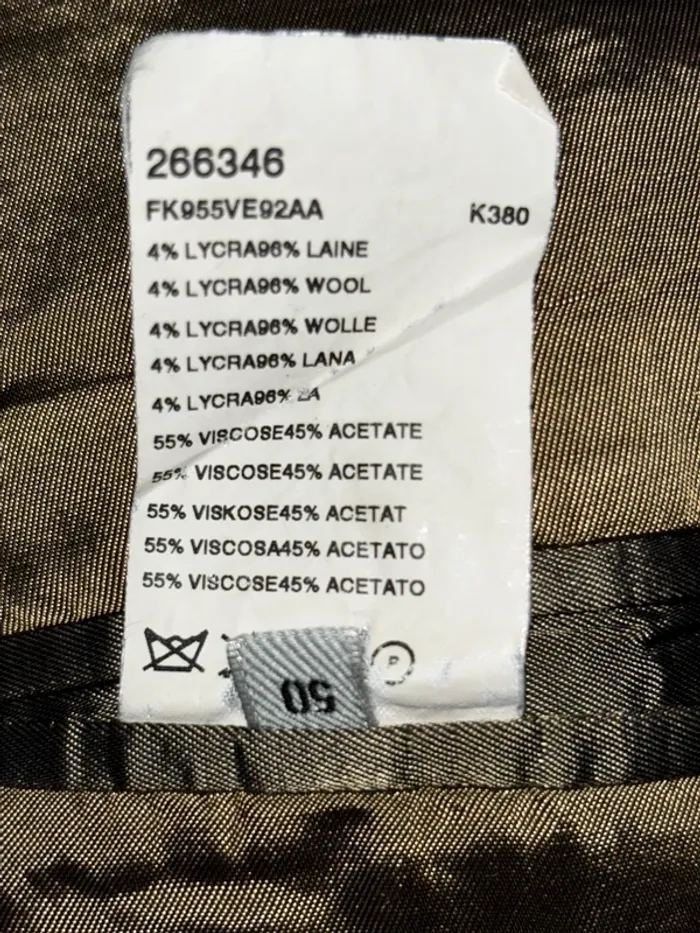 266346
FK955VE92AA K380
4% LYCRA96% LAINE
4% LYCRA96% WOOL
4% LYCRA96% WOLLE
4% LYCRA96% LANA
4% LYCRA96%
55% VISCOSE45% ACETATE
55% VISCOSE45% ACETATE
55% VISKOSE45% ACETAT
55% VISCOSA45% ACETATO
55% VISCOSE45% ACETATO
P
50